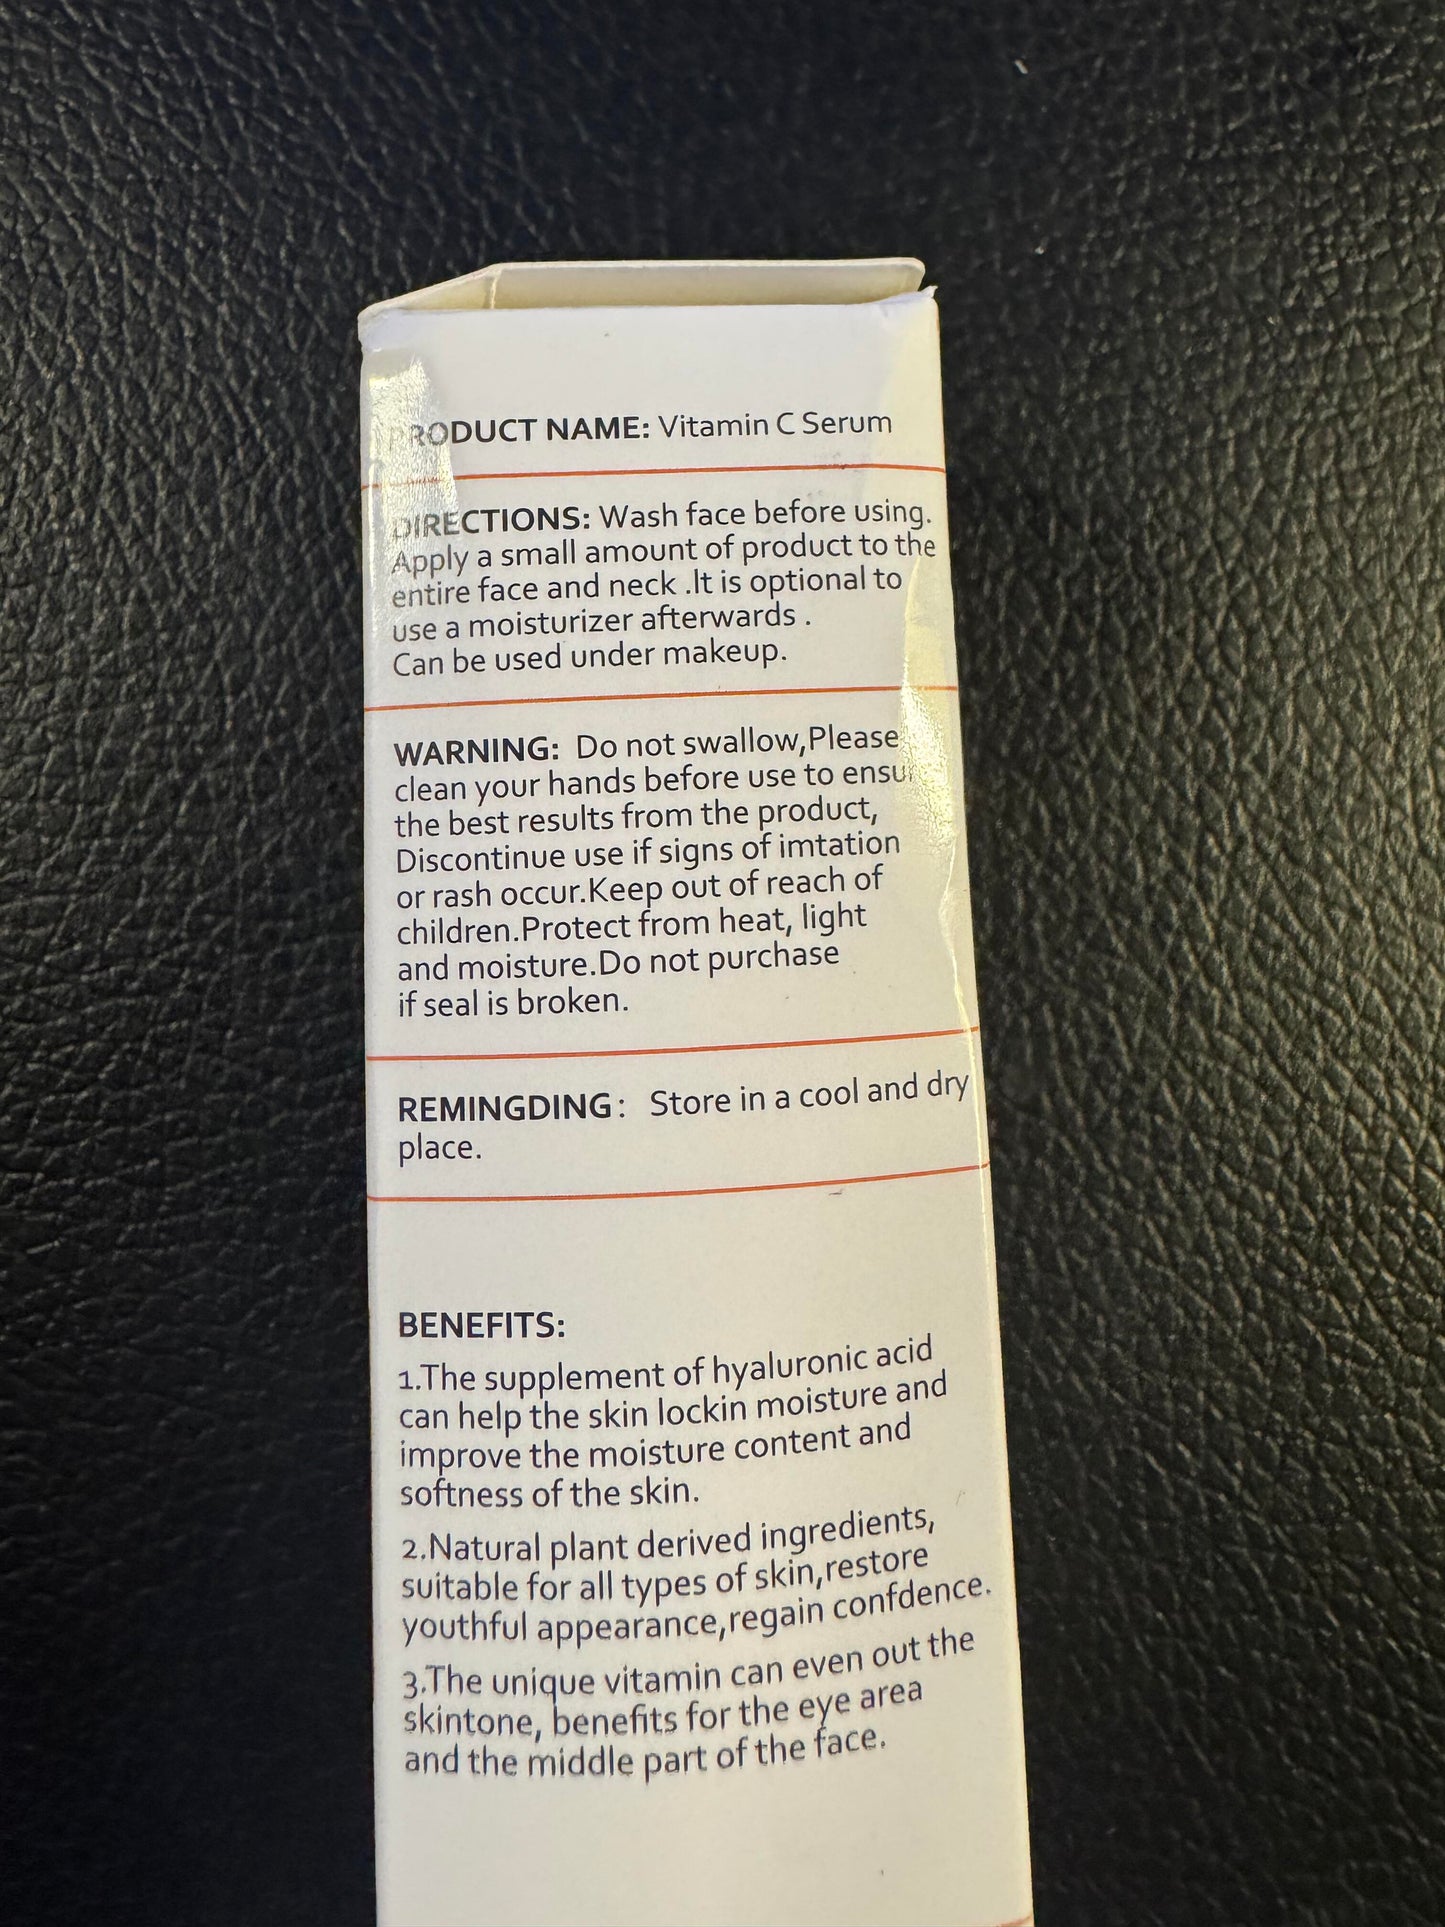 PRODUCT NAME: Vitamin C Serum
DIRECTIONS: Wash face before using.
Apply a small amount of product to the
entire face and neck .It is optional to
use a moisturizer afterwards .
Can be used under makeup.
WARNING: Do not swallow,Please
clean your hands before use to ensure
the best results from the product,
Discontinue use if signs of imtation
or rash occur.Keep out of reach of
children.Protect from heat, light
and moisture.Do not purchase
if seal is broken.
REMINGDING: Store in a cool and dry
place.
BENEFITS:
1.The supplement of hyaluronic acid
can help the skin lockin moisture and
improve the moisture content and
softness of the skin.
2.Natural plant derived ingredients,
suitable for all types of skin,restore
youthful appearance,regain confdence.
3.The unique vitamin can even out the
skintone, benefits for the eye area
and the middle part of the face.